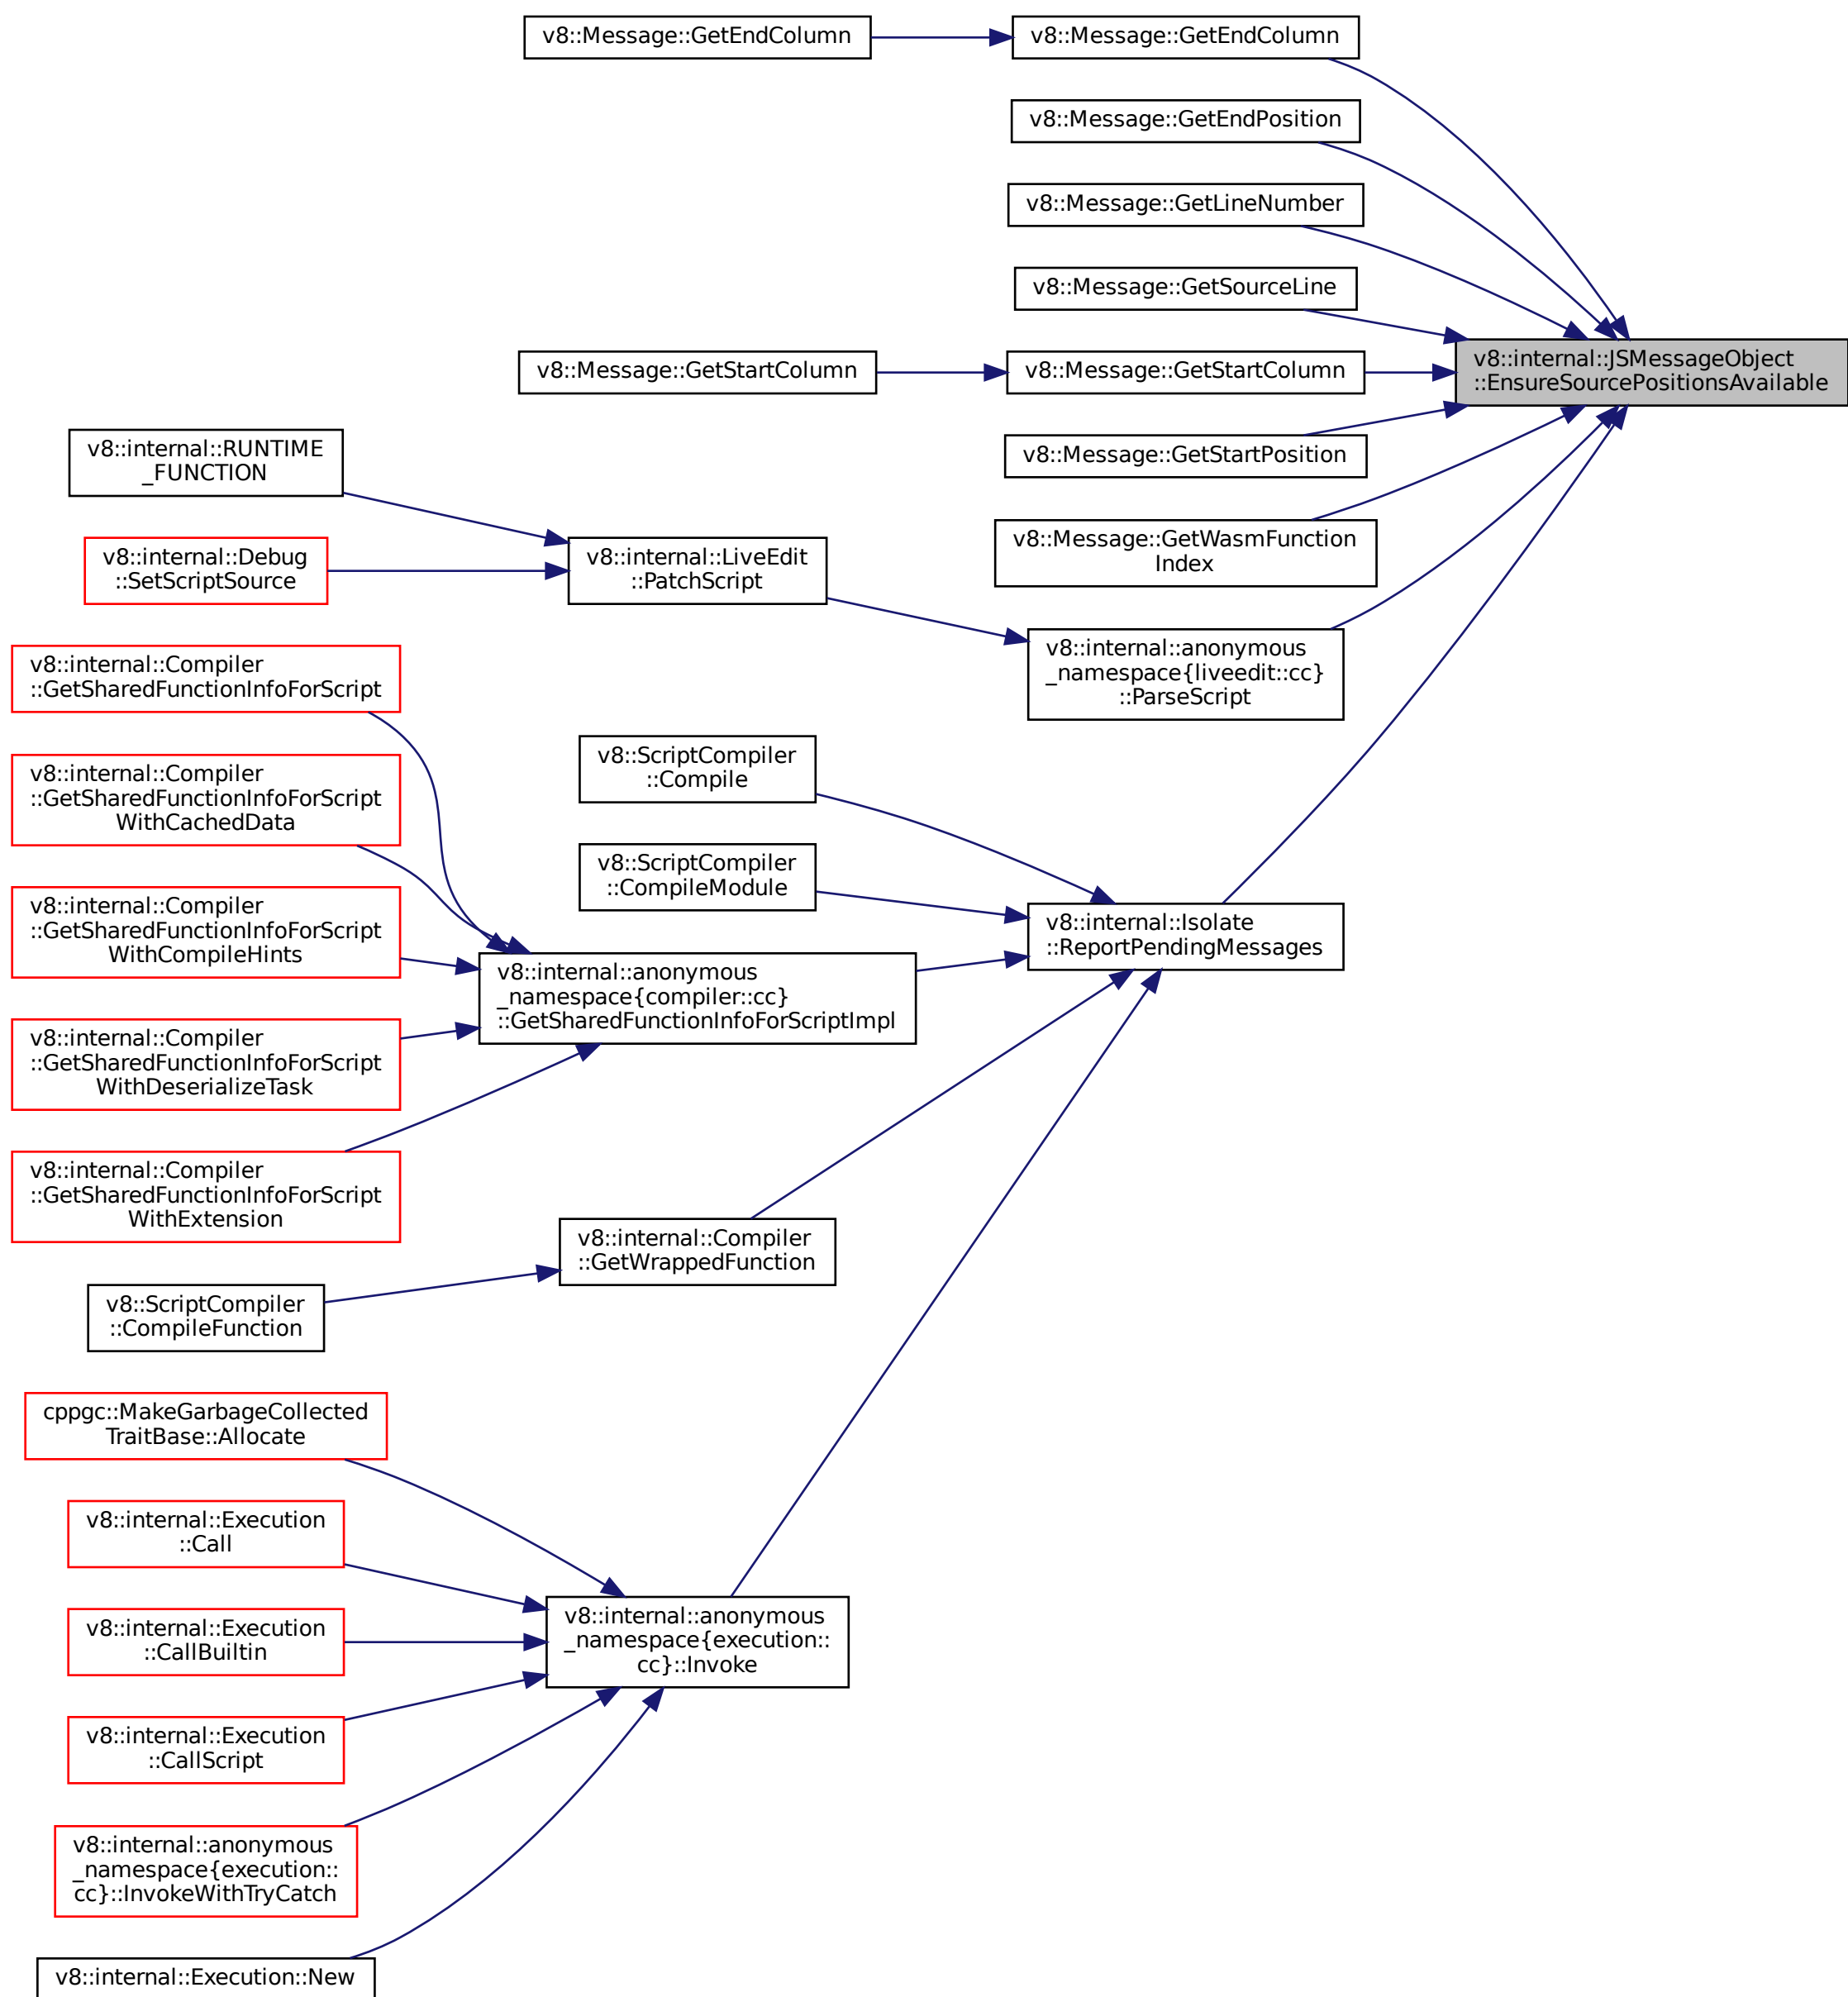 v8::Message::GetEndColumn
v8::Message::GetEndColumn
v8::Message::GetEndPosition
v8::Message::GetLineNumber
v8::Message::GetSourceLine
v8::internal::JSMessageObject
::EnsureSourcePositionsAvailable
v8::Message::GetStartColumn
v8::Message::GetStartColumn
v8::Message::GetStartPosition
v8::internal::RUNTIME
_FUNCTION
v8::Message::GetWasmFunction
Index
v8::internal::Debug
::SetScriptSource
v8::internal::LiveEdit
::PatchScript
v8::internal::anonymous
_namespace{liveedit::cc}
::ParseScript
v8::internal::Compiler
::GetSharedFunctionInfoForScript
v8::ScriptCompiler
::Compile
v8::internal::Compiler
::GetSharedFunctionInfoForScript
WithCachedData
v8::ScriptCompiler
::CompileModule
v8::internal::Compiler
::GetSharedFunctionInfoForScript
WithCompileHints
v8::internal::Isolate
::ReportPendingMessages
v8::internal::anonymous
_namespace{compiler::cc}
::GetSharedFunctionInfoForScriptImpl
v8::internal::Compiler
::GetSharedFunctionInfoForScript
WithDeserializeTask
v8::internal::Compiler
::GetSharedFunctionInfoForScript
WithExtension
v8::internal::Compiler
::GetWrappedFunction
v8::ScriptCompiler
::CompileFunction
cppgc::MakeGarbageCollected
TraitBase::Allocate
v8::internal::Execution
::Call
v8::internal::Execution
::CallBuiltin
v8::internal::anonymous
_namespace{execution::
cc}::Invoke
v8::internal::Execution
::CallScript
v8::internal::anonymous
_namespace{execution::
cc}::InvokeWithTryCatch
v8::internal::Execution::New